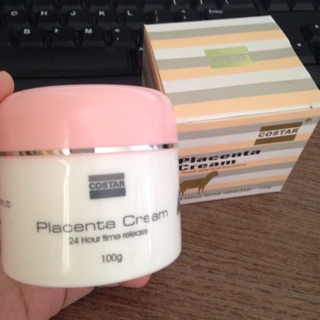 COSTAR
Placenta Cream
24 Hour time release
100g
COSTAR
Placenta
Cream